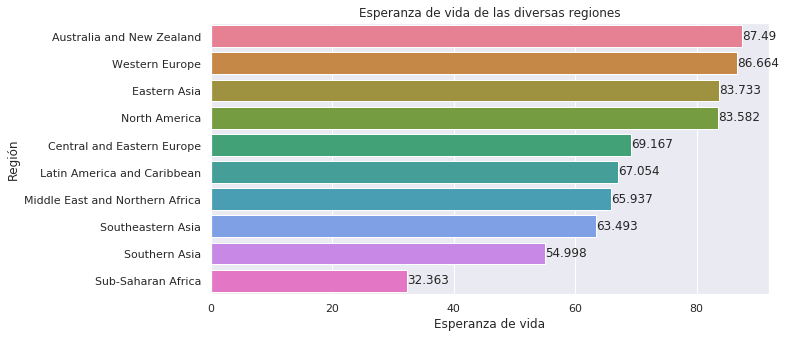 Esperanza de vida de las diversas regiones
Región
Australia and New Zealand 87.49
Western Europe 86.664
Eastern Asia 83.733
North America 83.582
Central and Eastern Europe 69.167
Latin America and Caribbean 67.054
Middle East and Northern Africa 65.937
Southeastern Asia 63.493
Southern Asia 54.998
Sub-Saharan Africa 32.363
0 20 40 60 80
Esperanza de vida